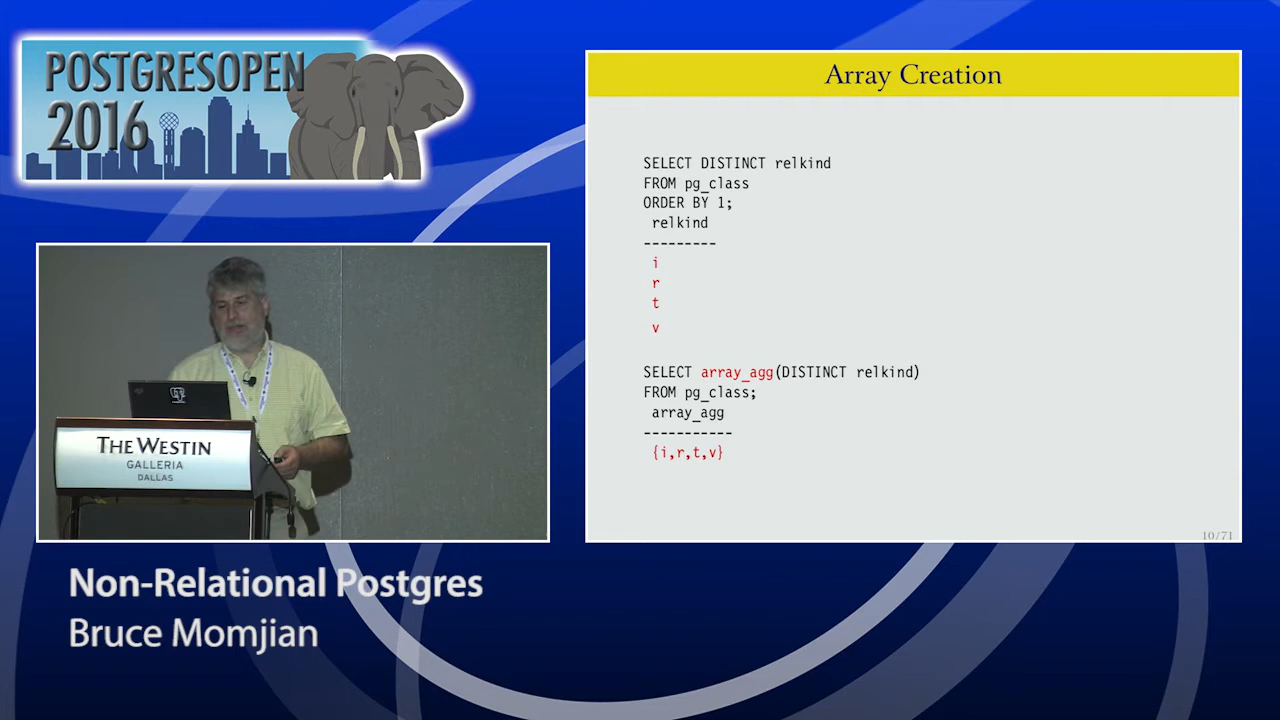 POSTGRESOPEN
2016
THE WESTIN
GALLERIA
DALLAS
Non-Relational Postgres
Bruce Momjian
Array Creation
SELECT DISTINCT relkind
FROM pg_class
ORDER BY 1;
relkind
---------
i
r
t
v
SELECT array_agg(DISTINCT relkind)
FROM pg_class;
array_agg
-----------
{i,r,t,v}
10/71